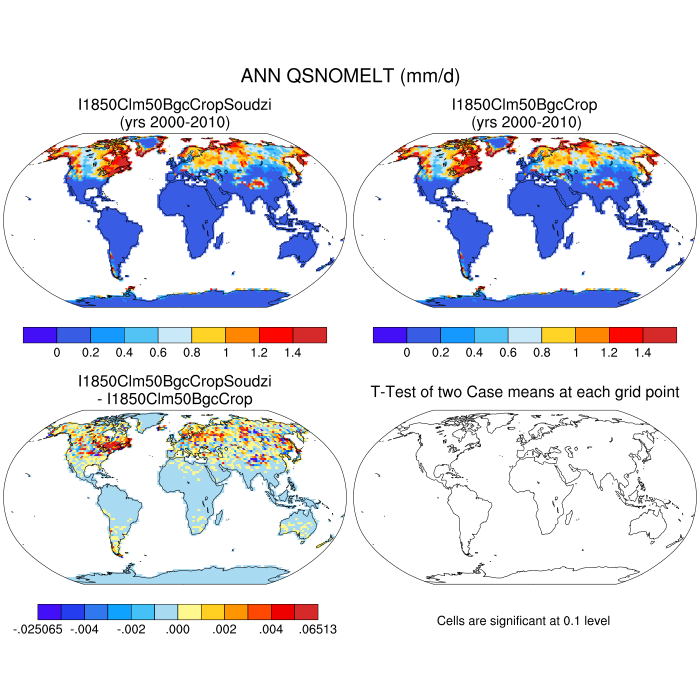 ANN QSNOMELT (mm/d)
I1850Clm50BgcCropSoudzi
(yrs 2000-2010)
I1850Clm50BgcCrop
(yrs 2000-2010)
0 0.2 0.4 0.6 0.8 1 1.2 1.4
0 0.2 0.4 0.6 0.8 1 1.2 1.4
I1850Clm50BgcCropSoudzi
- I1850Clm50BgcCrop
T-Test of two Case means at each grid point
-.025065 -.004 -.002 .000 .002 .004 .06513
Cells are significant at 0.1 level